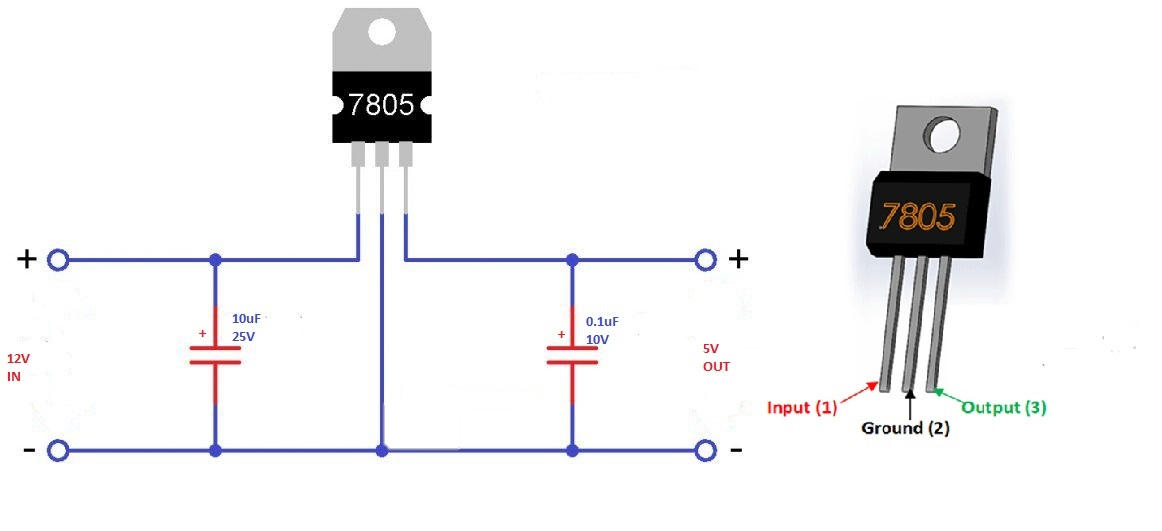 7805
+
+
+
10uF
25V
+
0.1uF
10V
12V
IN
5V
OUT
-
-
7805
Input (1)
Output (3)
Ground (2)